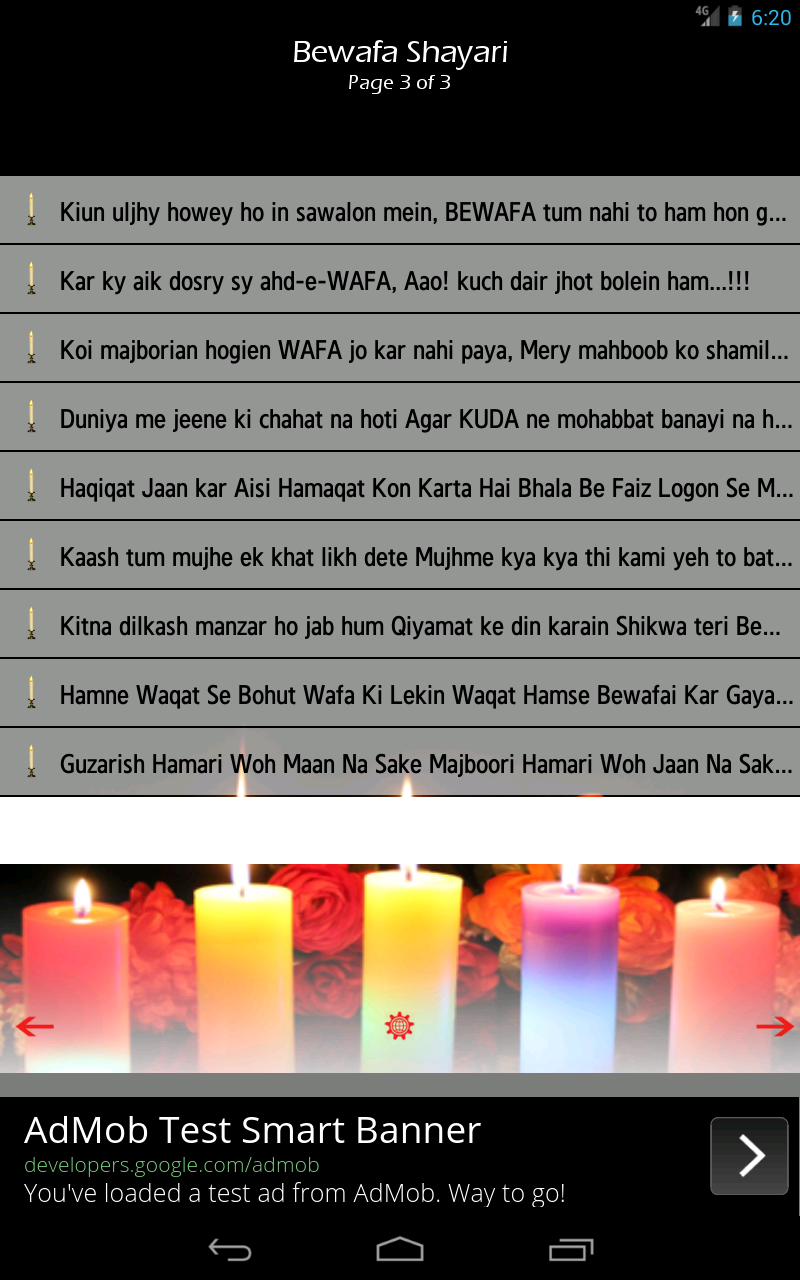 4G 6:20
Bewafa Shayari
Page 3 of 3
Kiun uljhy howey ho in sawalon mein, BEWAFA tum nahi to ham hon g...
Kar ky aik dosry sy ahd-e-WAFA, Aao! kuch dair jhot bolein ham...!!!
Koi majborian hogien WAFA jo kar nahi paya, Mery mahboob ko shamil...
Duniya me jeene ki chahat na hoti Agar KUDA ne mohabbat banayi na h...
Haqiqat Jaan kar Aisi Hamaqat Kon Karta Hai Bhala Be Faiz Logon Se M...
Kaash tum mujhe ek khat likh dete Mujhme kya kya thi kami yeh to bat...
Kitna dilkash manzar ho jab hum Qiyamat ke din karain Shikwa teri Be...
Hamne Waqat Se Bohut Wafa Ki Lekin Waqat Hamse Bewafai Kar Gaya...
Guzarish Hamari Woh Maan Na Sake Majboori Hamari Woh Jaan Na Sak...
AdMob Test Smart Banner
developers.google.com/admob
You've loaded a test ad from AdMob. Way to go!